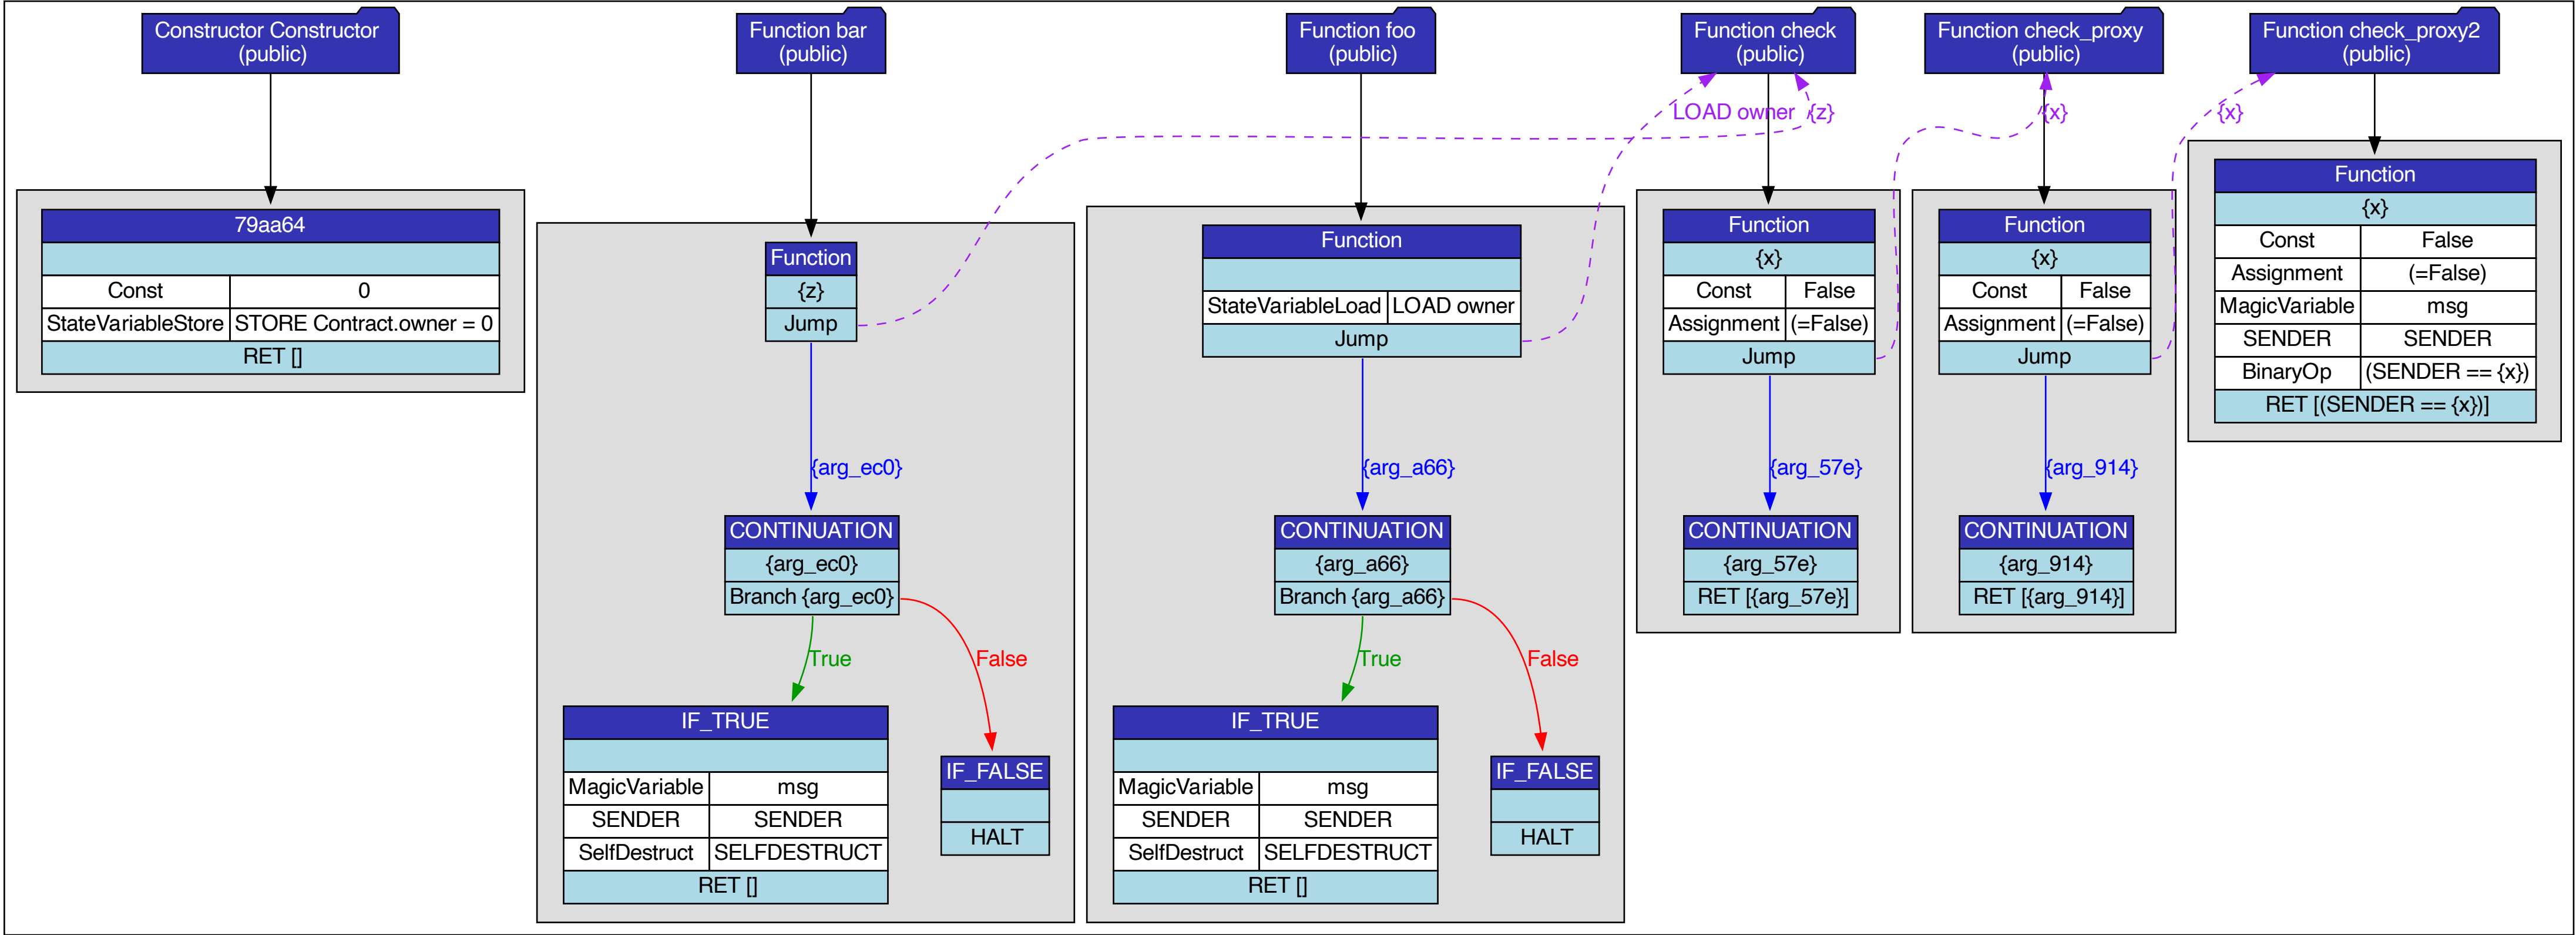 Constructor Constructor
(public)
Function bar
(public)
Function foo
(public)
Function check
(public)
Function check_proxy
(public)
Function check_proxy2
(public)
LOAD owner
{z}
{x}
{x}
79aa64
Const 0
StateVariableStore STORE Contract.owner = 0
RET []
Function
{z}
Jump
{arg_ec0}
CONTINUATION
{arg_ec0}
Branch {arg_ec0}
True
False
IF_TRUE
MagicVariable msg
SENDER SENDER
SelfDestruct SELFDESTRUCT
RET []
IF_FALSE
HALT
Function
StateVariableLoad LOAD owner
Jump
{arg_a66}
CONTINUATION
{arg_a66}
Branch {arg_a66}
True
False
IF_TRUE
MagicVariable msg
SENDER SENDER
SelfDestruct SELFDESTRUCT
RET []
IF_FALSE
HALT
Function
{x}
Const False
Assignment (=False)
Jump
{arg_57e}
CONTINUATION
{arg_57e}
RET [{arg_57e}]
Function
{x}
Const False
Assignment (=False)
Jump
{arg_914}
CONTINUATION
{arg_914}
RET [{arg_914}]
Function
{x}
Const False
Assignment (=False)
MagicVariable msg
SENDER SENDER
BinaryOp (SENDER == {x})
RET [(SENDER == {x})]